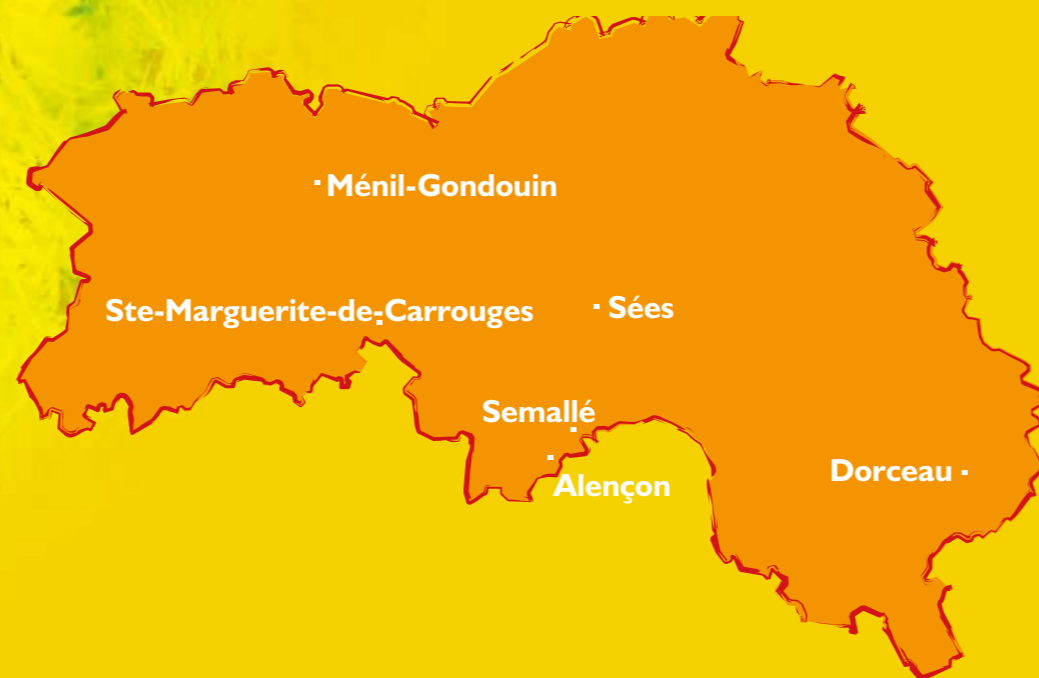 Ménil-Gondouin
Ste-Marguerite-de-Carrouges
Sées
Semallé
Alençon
Dorceau